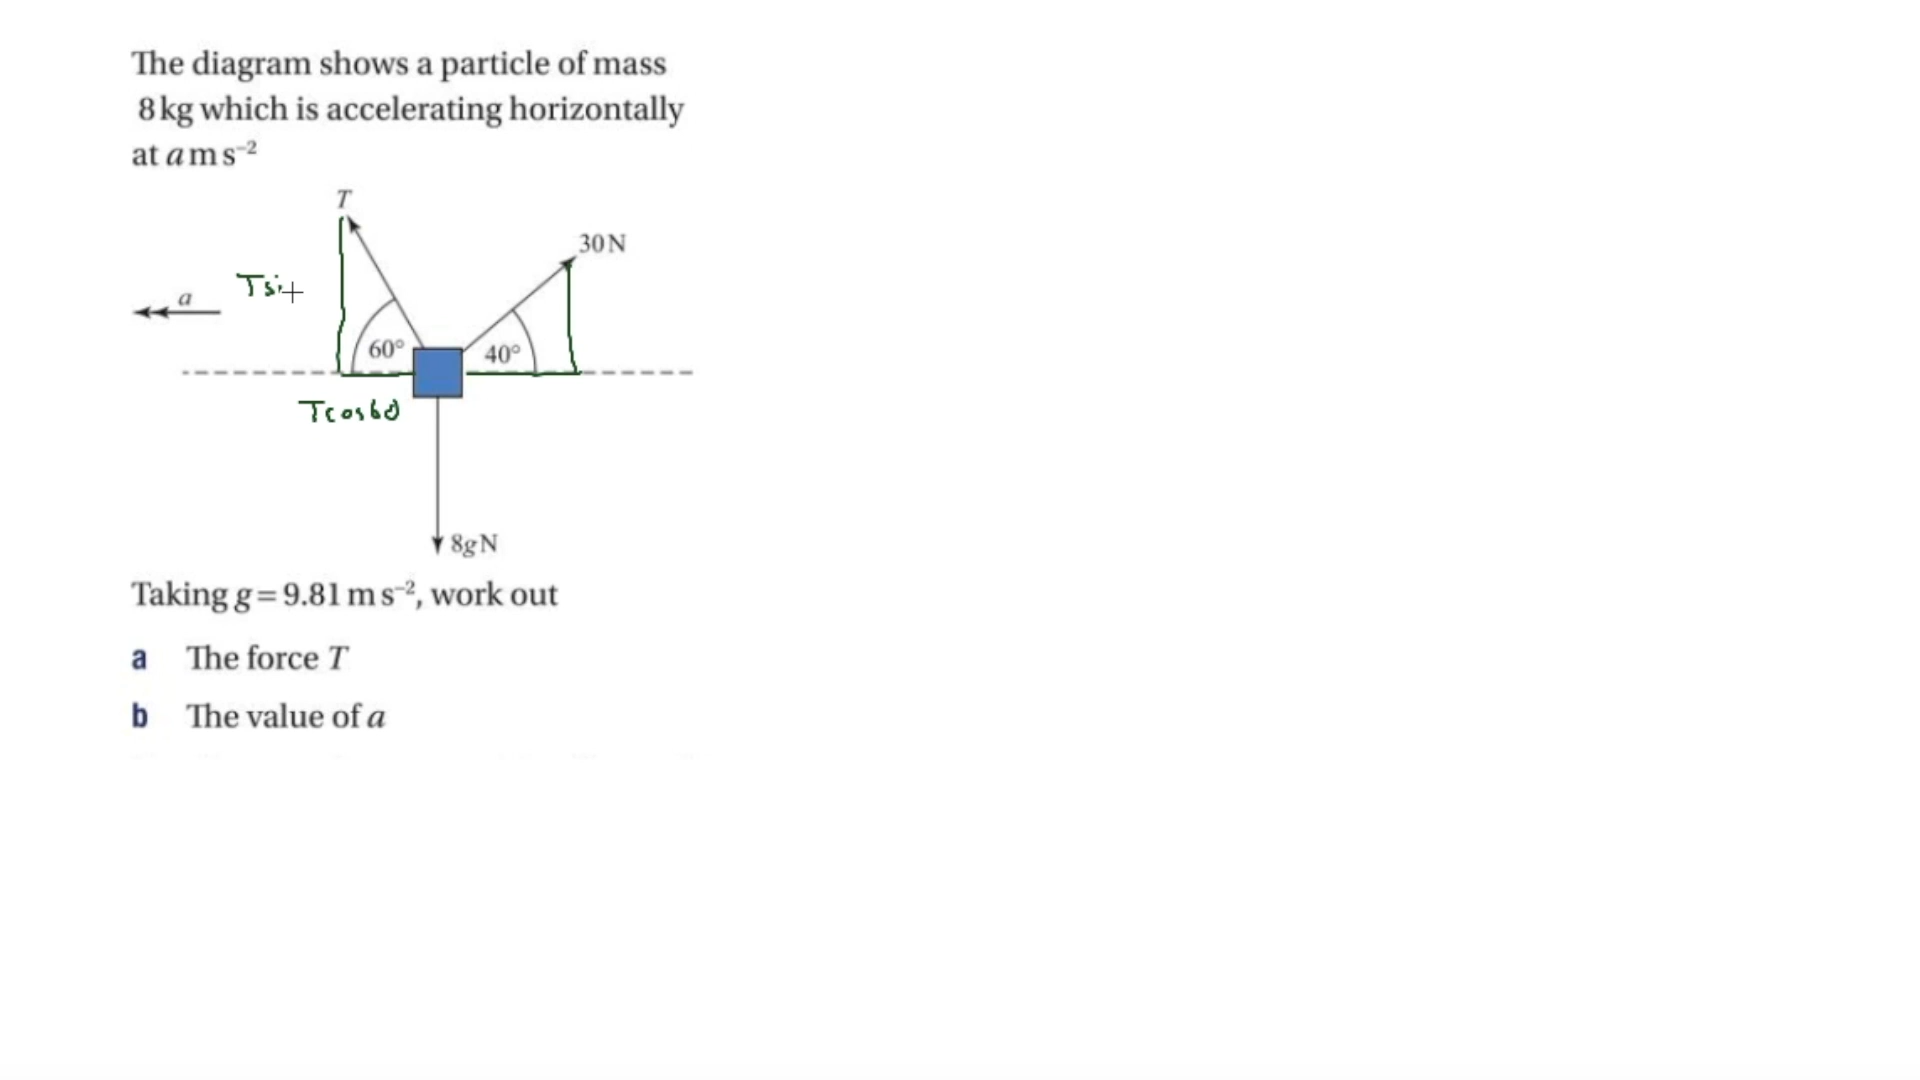 The diagram shows a particle of mass
8 kg which is accelerating horizontally
at a m s⁻²
T
30 N
Tsi
a
60°
40°
Tcos60
8g N
Taking g = 9.81 m s⁻², work out
a The force T
b The value of a